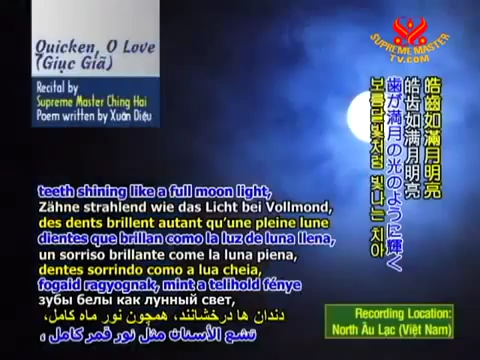 Quicken, O Love
(Giục Giã)
Recital by
Supreme Master Ching Hai
Poem written by Xuân Diệu
SUPREME MASTER
TV.COM
皓齒如滿月明亮
皓齿如满月明亮
歯が満月の光のように輝く
보름달빛처럼 빛나는 치아
teeth shining like a full moon light,
Zähne strahlend wie das Licht bei Vollmond,
des dents brillent autant qu'une pleine lune
dientes que brillan como la luz de luna llena,
un sorriso brillante come la luna piena,
dentes sorrindo como a lua cheia,
fogaid ragyognak, mint a telihold fénye
зубы белы как лунный свет,
دندان ها درخشانند، همچون نور ماه کامل،
تشع الأسنان مثل نور قمر كامل ،
Recording Location:
North Âu Lạc (Việt Nam)